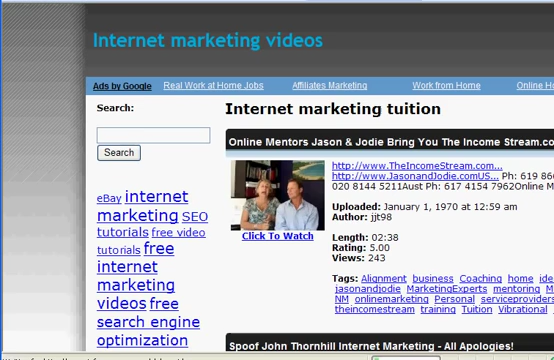 Internet marketing videos
Ads by Google Real Work at Home Jobs Affiliates Marketing Work from Home Online
Search:
Search
eBay internet
marketing SEO
tutorials free video
tutorials free
internet
marketing
videos free
search engine
optimization
Internet marketing tuition
Online Mentors Jason & Jodie Bring You The Income Stream.co
Click To Watch
http://www.TheIncomeStream.com...
http://www.JasonandJodie.comUS... Ph: 619 86
020 8144 5211Aust Ph: 617 4154 7962Online M
Uploaded: January 1, 1970 at 12:59 am
Author: jjt98
Length: 02:38
Rating: 5.00
Views: 243
Tags: Alignment business Coaching home ide
jasonandjodie MarketingExperts mentoring M
NM onlinemarketing Personal serviceproviders
theincomestream training Tuition Vibrational
Spoof John Thornhill Internet Marketing - All Apologies!